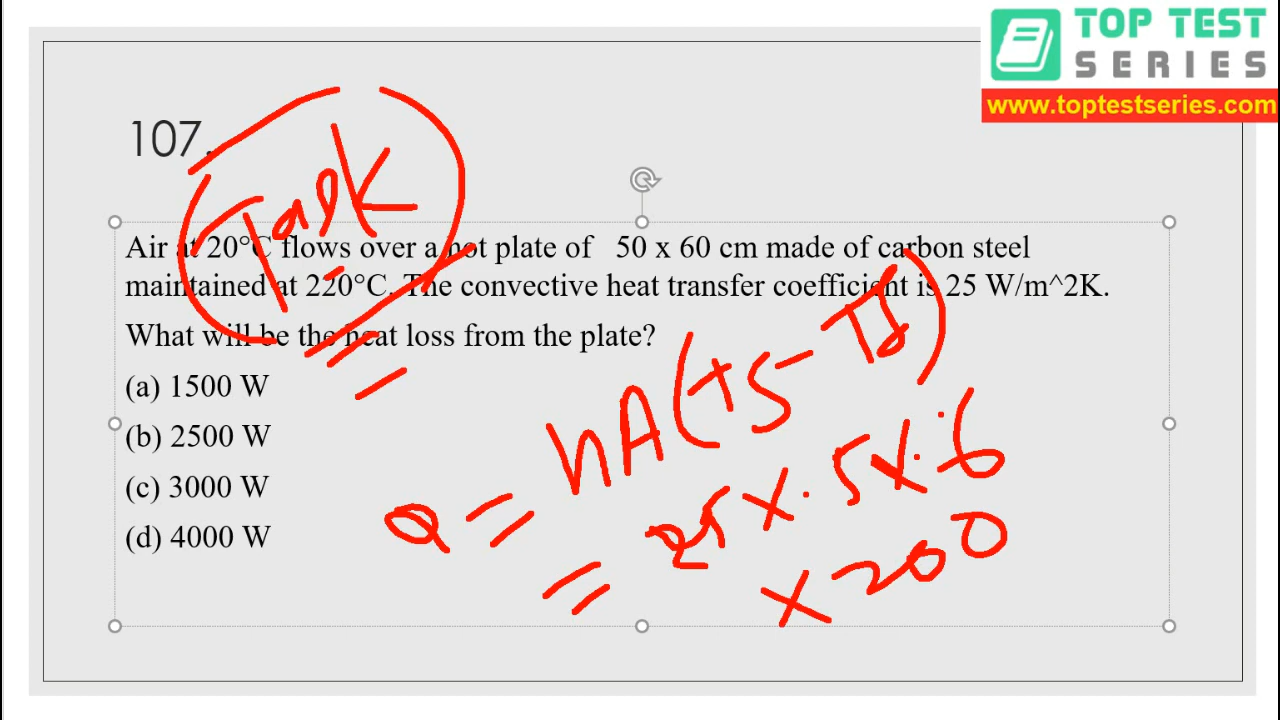 TOP TEST
SERIES
www.toptestseries.com
107.
Task
Air at 20°C flows over a hot plate of 50 x 60 cm made of carbon steel
maintained at 220°C. The convective heat transfer coefficient is 25 W/m^2K.
What will be the heat loss from the plate?
(a) 1500 W
(b) 2500 W
(c) 3000 W
(d) 4000 W
Q = hA(Ts - Tf)
= 25 x .5 x .6
x 200